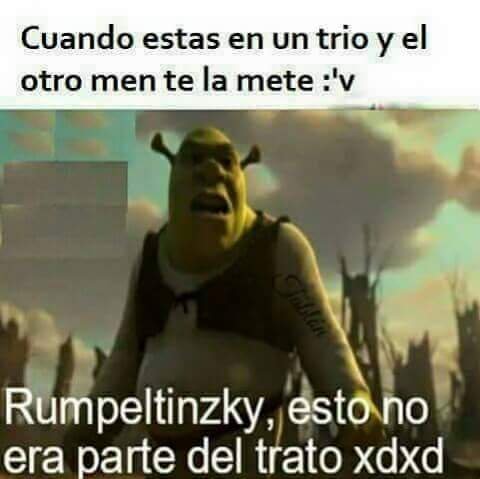 Cuando estas en un trio y el
otro men te la mete :'v
Rumpeltinzky, esto no
era parte del trato xdxd